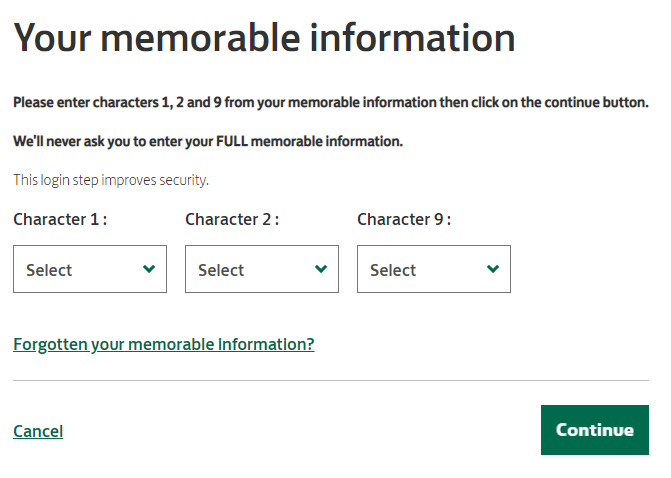 Your memorable information
Please enter characters 1, 2 and 9 from your memorable information then click on the continue button.
We'll never ask you to enter your FULL memorable information.
This login step improves security.
Character 1 : Character 2 : Character 9 :
Select Select Select
Forgotten your memorable information?
Cancel Continue